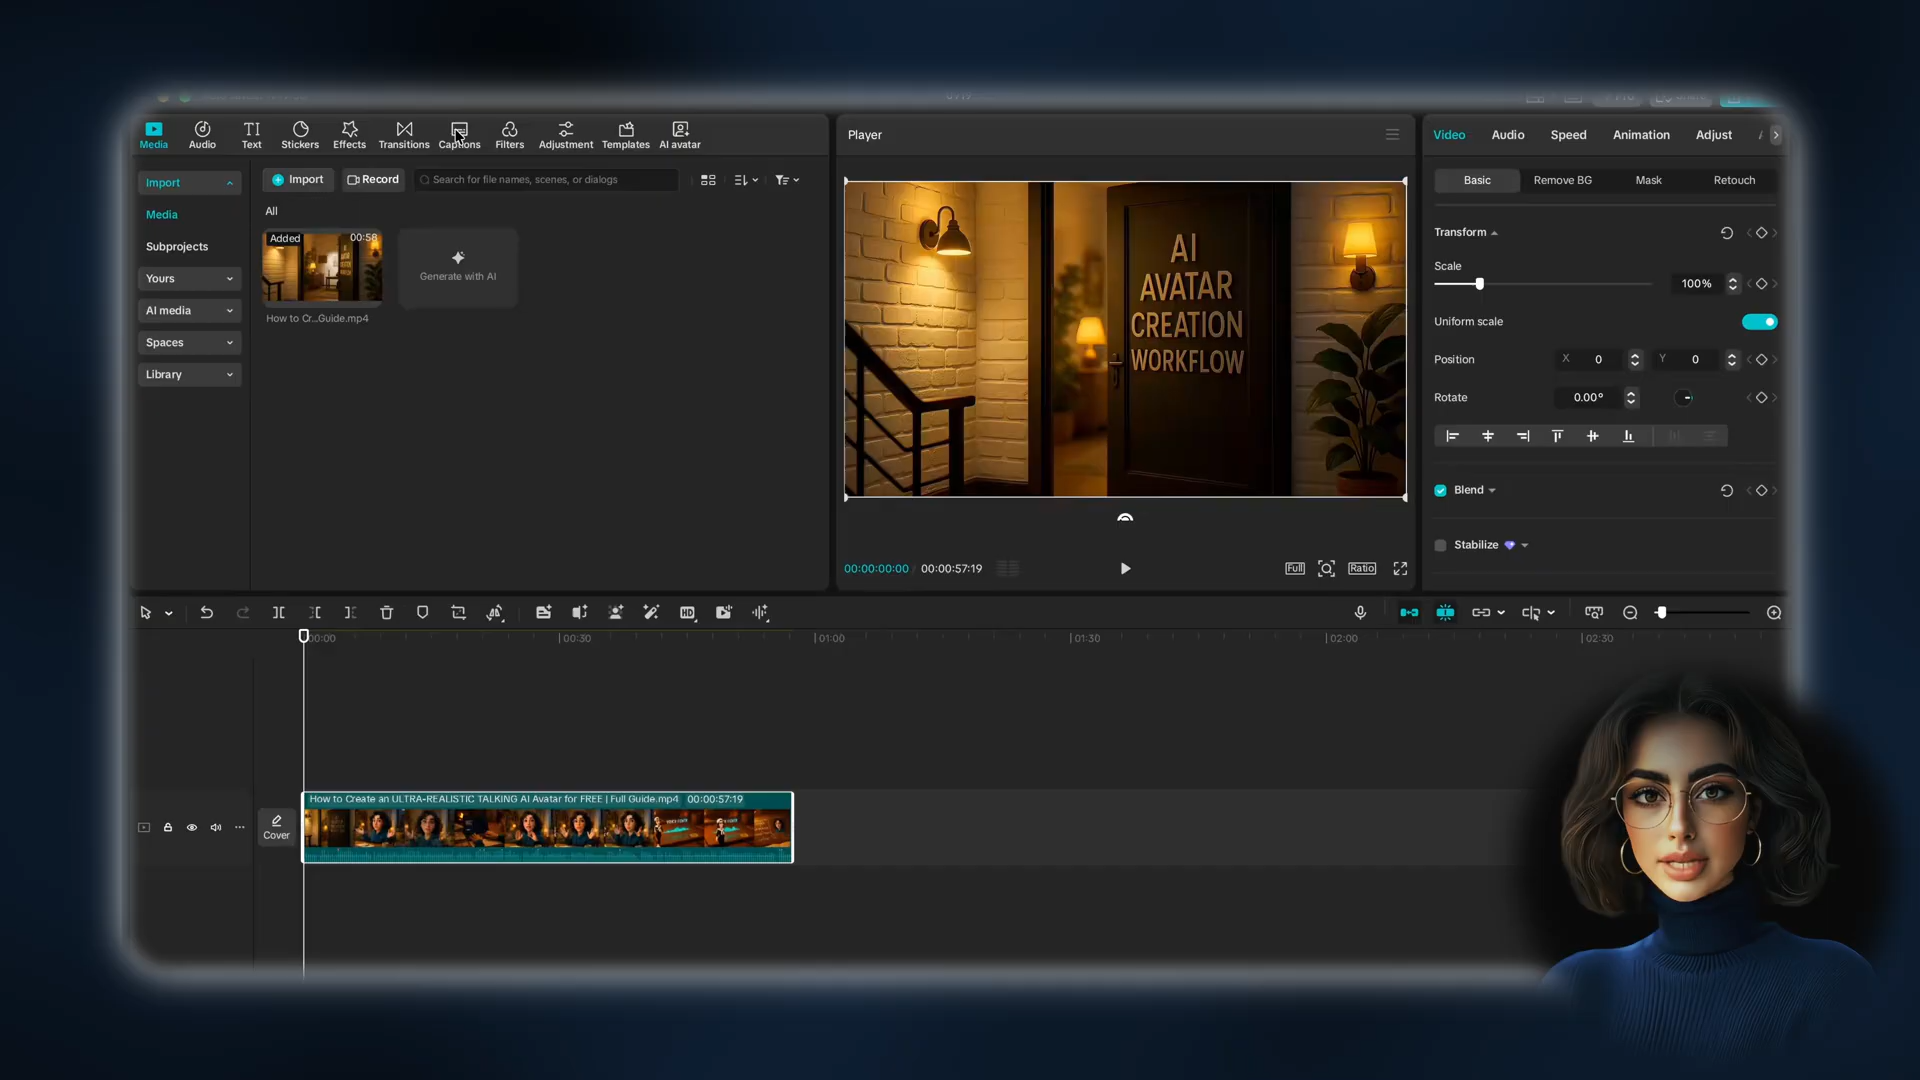 Media
Audio
TI
Text
Stickers
Effects
Transitions
Captions
Filters
Adjustment
Templates
AI avatar
Import
Media
Subprojects
Yours
AI media
Spaces
Library
Import
Record
Search for file names, scenes, or dialogs
All
Added
00:58
How to Cr...Guide.mp4
Generate with AI
Player
AI
AVATAR
CREATION
WORKFLOW
00:00:00:00
00:00:57:19
Full
Ratio
Video
Audio
Speed
Animation
Adjust
Basic
Remove BG
Mask
Retouch
Transform
Scale
100%
Uniform scale
Position
X 0
Y 0
Rotate
0.00°
Blend
Stabilize
HD
00:00
00:30
01:00
01:30
02:00
02:30
How to Create an ULTRA-REALISTIC TALKING AI Avatar for FREE | Full Guide.mp4 00:00:57:19
Cover